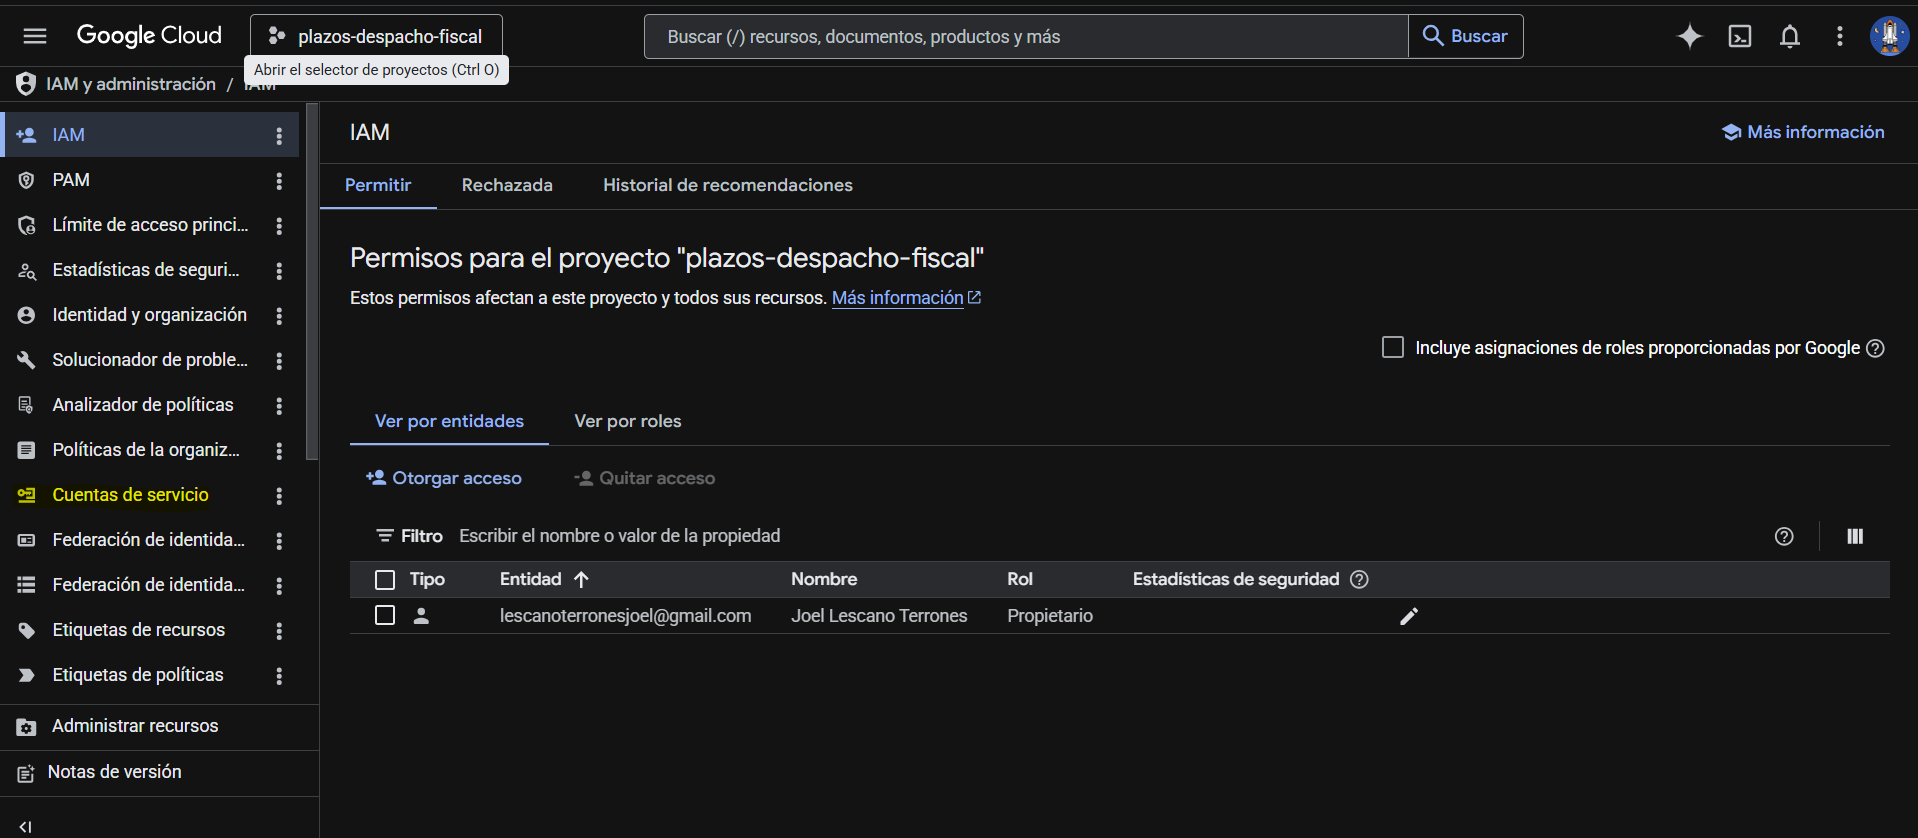 Google Cloud
plazos-despacho-fiscal
Buscar (/) recursos, documentos, productos y más
Buscar
Abrir el selector de proyectos (Ctrl O)
IAM y administración / IAM
IAM
PAM
Límite de acceso princi...
Estadísticas de seguri...
Identidad y organización
Solucionador de proble...
Analizador de políticas
Políticas de la organiz...
Cuentas de servicio
Federación de identida...
Federación de identida...
Etiquetas de recursos
Etiquetas de políticas
Administrar recursos
Notas de versión
IAM
Más información
Permitir Rechazada Historial de recomendaciones
Permisos para el proyecto "plazos-despacho-fiscal"
Estos permisos afectan a este proyecto y todos sus recursos. Más información
Incluye asignaciones de roles proporcionadas por Google
Ver por entidades Ver por roles
Otorgar acceso Quitar acceso
Filtro Escribir el nombre o valor de la propiedad
Tipo Entidad Nombre Rol Estadísticas de seguridad
lescanoterronesjoel@gmail.com Joel Lescano Terrones Propietario